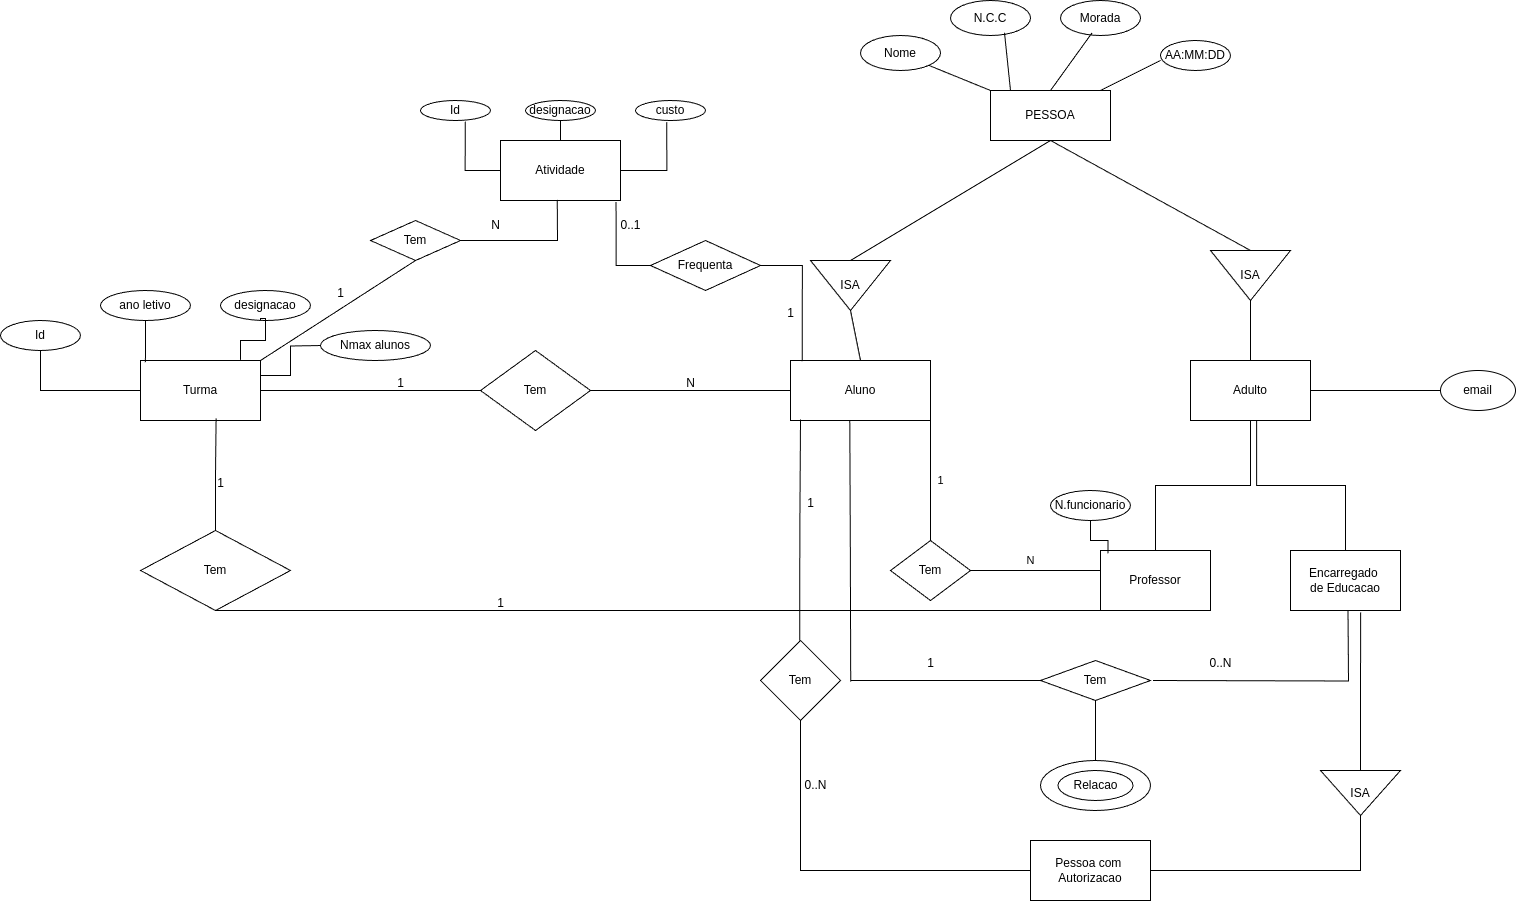 N.C.C
Morada
Nome
AA:MM:DD
Id
designacao
custo
PESSOA
Atividade
N
0..1
Tem
Frequenta
ISA
ISA
1
ano letivo
designacao
1
Id
Nmax alunos
Turma
1
Tem
N
Aluno
Adulto
email
1
1
1
N.funcionario
Tem
Tem
N
Professor
Encarregado
de Educacao
1
Tem
1
Tem
0..N
0..N
Relacao
ISA
Pessoa com
Autorizacao